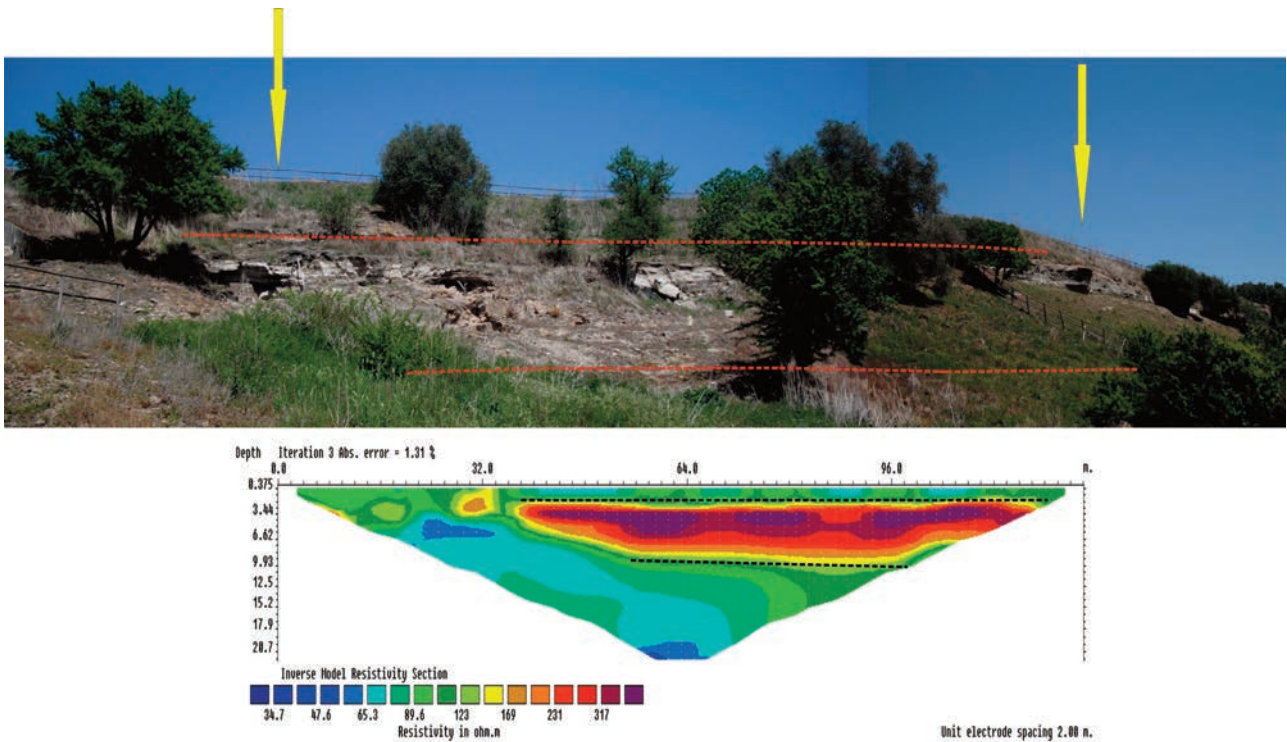 Depth Iteration 3 Abs. error = 1.31 %
0.0 32.0 64.0 96.0 m.
0.375
3.44
6.62
9.93
12.5
15.2
17.9
20.7
Inverse Model Resistivity Section
34.7 47.6 65.3 89.6 123 169 231 317
Resistivity in ohm.m
Unit electrode spacing 2.00 m.